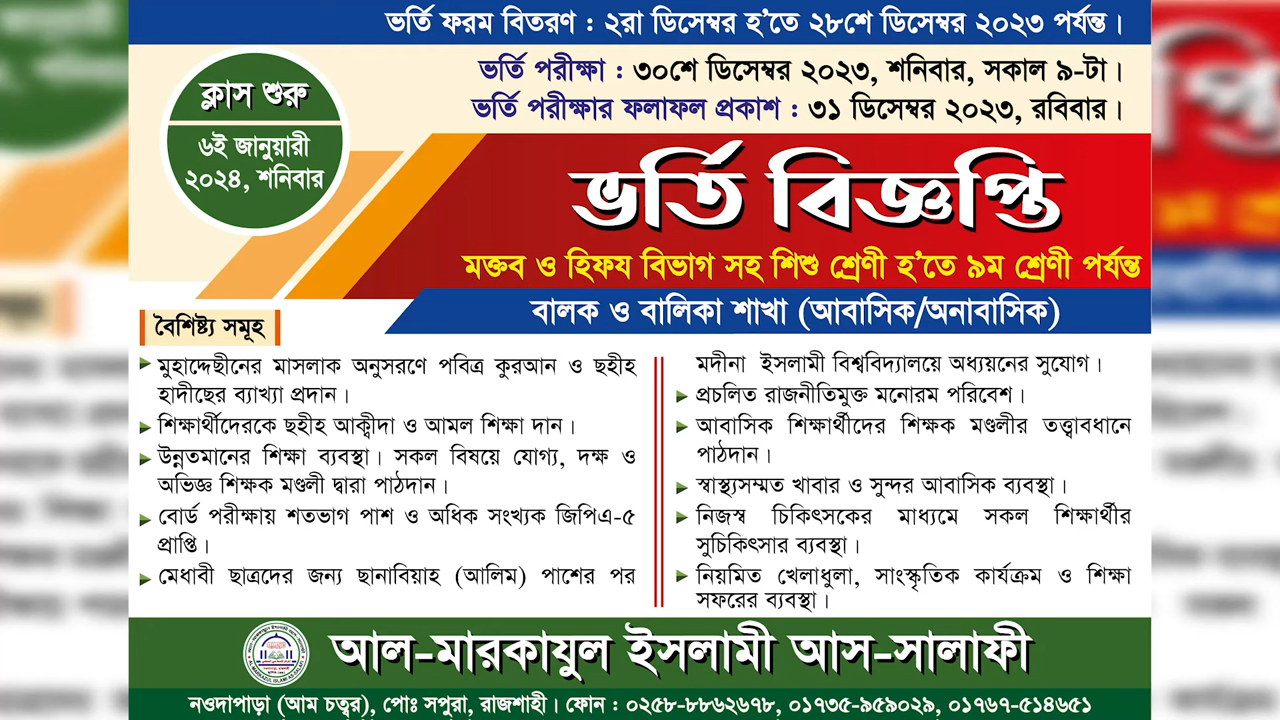 ভর্তি ফরম বিতরণ : ২রা ডিসেম্বর হ'তে ২৮শে ডিসেম্বর ২০২৩ পর্যন্ত।
ভর্তি পরীক্ষা : ৩০শে ডিসেম্বর ২০২৩, শনিবার, সকাল ৯-টা।
ভর্তি পরীক্ষার ফলাফল প্রকাশ : ৩১ ডিসেম্বর ২০২৩, রবিবার।
ক্লাস শুরু
৬ই জানুয়ারী
২০২৪, শনিবার
ভর্তি বিজ্ঞপ্তি
মক্তব ও হিফয বিভাগ সহ শিশু শ্রেণী হ'তে ৯ম শ্রেণী পর্যন্ত
বালক ও বালিকা শাখা (আবাসিক/অনাবাসিক)
বৈশিষ্ট্য সমূহ
মুহাদ্দেছীনের মাসলাক অনুসরণে পবিত্র কুরআন ও ছহীহ
হাদীছের ব্যাখ্যা প্রদান।
শিক্ষার্থীদেরকে ছহীহ আক্বীদা ও আমল শিক্ষা দান।
উন্নতমানের শিক্ষা ব্যবস্থা। সকল বিষয়ে যোগ্য, দক্ষ ও
অভিজ্ঞ শিক্ষক মণ্ডলী দ্বারা পাঠদান।
বোর্ড পরীক্ষায় শতভাগ পাশ ও অধিক সংখ্যক জিপিএ-৫
প্রাপ্তি।
মেধাবী ছাত্রদের জন্য ছানাবিয়াহ (আলিম) পাশের পর
মদীনা ইসলামী বিশ্ববিদ্যালয়ে অধ্যয়নের সুযোগ।
প্রচলিত রাজনীতিমুক্ত মনোরম পরিবেশ।
আবাসিক শিক্ষার্থীদের শিক্ষক মণ্ডলীর তত্ত্বাবধানে
পাঠদান।
স্বাস্থ্যসম্মত খাবার ও সুন্দর আবাসিক ব্যবস্থা।
নিজস্ব চিকিৎসকের মাধ্যমে সকল শিক্ষার্থীর
সুচিকিৎসার ব্যবস্থা।
নিয়মিত খেলাধুলা, সাংস্কৃতিক কার্যক্রম ও শিক্ষা
সফরের ব্যবস্থা।
আল-মারকাযুল ইসলামী আস-সালাফী
নওদাপাড়া (আম চত্বর), পোঃ সপুরা, রাজশাহী। ফোন : ০২৫৮-৮৮৬২৬৭৮, ০১৭৩৫-৯৫৯০২৯, ০১৭৬৭-৫১৪৬৫১